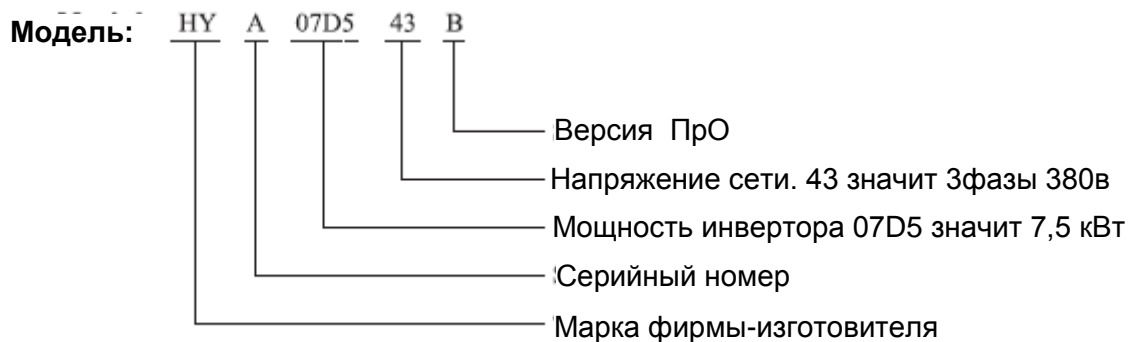 Модель: HY A 07D5 43 B
Версия ПрО
Напряжение сети. 43 значит 3фазы 380в
Мощность инвертора 07D5 значит 7,5 кВт
Серийный номер
Марка фирмы-изготовителя